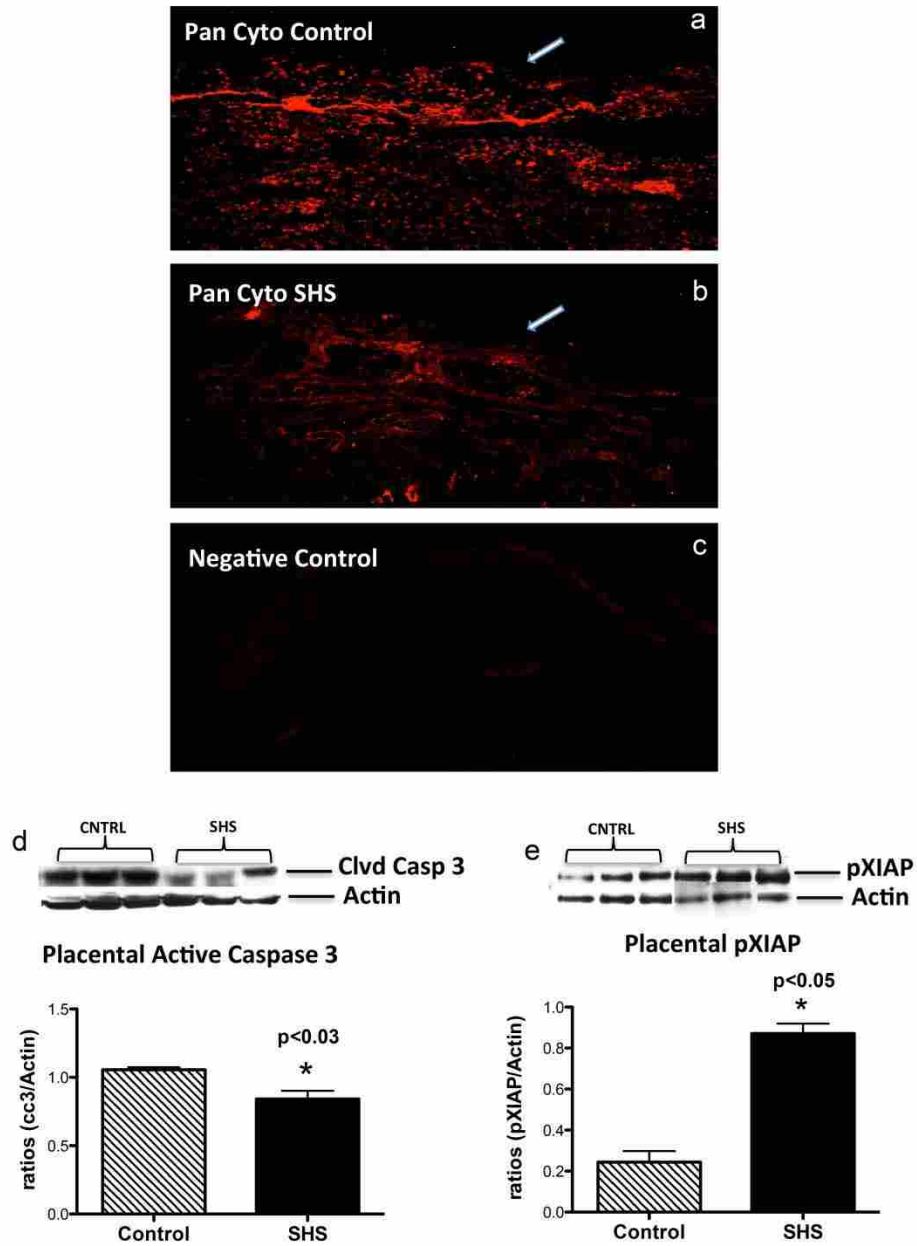 Pan Cyto Control
a
Pan Cyto SHS
b
Negative Control
c
d
CNTRL
SHS
Clvd Casp 3
Actin
Placental Active Caspase 3
ratios (cc3/Actin)
1.5
1.0
0.5
0.0
p<0.03
*
Control
SHS
e
CNTRL
SHS
pXIAP
Actin
Placental pXIAP
ratios (pXIAP/Actin)
1.0
0.8
0.6
0.4
0.2
0.0
p<0.05
*
Control
SHS